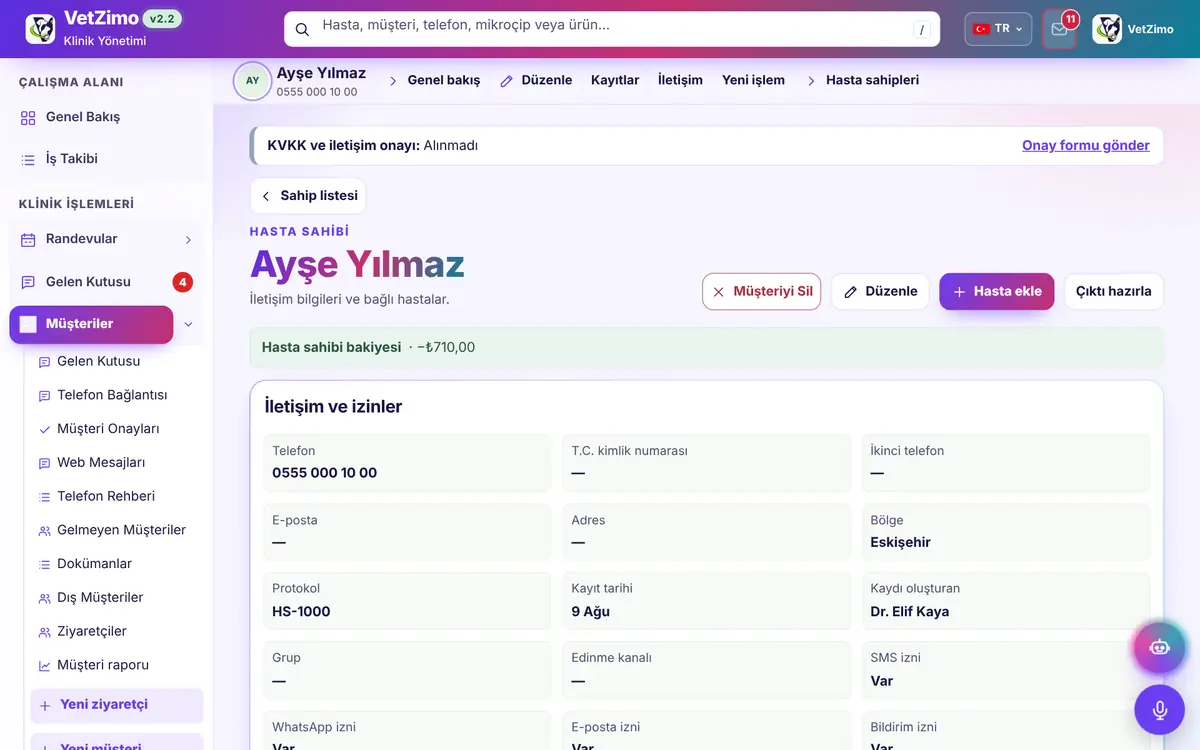 VetZimo v2.2
Klinik Yönetimi
Hasta, müşteri, telefon, mikroçip veya ürün...
/
TR
11
VetZimo
ÇALIŞMA ALANI
Genel Bakış
İş Takibi
KLİNİK İŞLEMLERİ
Randevular
Gelen Kutusu
4
Müşteriler
Gelen Kutusu
Telefon Bağlantısı
Müşteri Onayları
Web Mesajları
Telefon Rehberi
Gelmeyen Müşteriler
Dokümanlar
Dış Müşteriler
Ziyaretçiler
Müşteri raporu
Yeni ziyaretçi
Yeni müşteri
AY
Ayşe Yılmaz
0555 000 10 00
Genel bakış
Düzenle
Kayıtlar
İletişim
Yeni işlem
Hasta sahipleri
KVKK ve iletişim onayı: Alınmadı
Onay formu gönder
Sahip listesi
HASTA SAHİBİ
Ayşe Yılmaz
İletişim bilgileri ve bağlı hastalar.
Müşteriyi Sil
Düzenle
Hasta ekle
Çıktı hazırla
Hasta sahibi bakiyesi · −₺710,00
İletişim ve izinler
Telefon
0555 000 10 00
T.C. kimlik numarası
—
İkinci telefon
—
E-posta
—
Adres
—
Bölge
Eskişehir
Protokol
HS-1000
Kayıt tarihi
9 Ağu
Kaydı oluşturan
Dr. Elif Kaya
Grup
—
Edinme kanalı
—
SMS izni
Var
WhatsApp izni
Var
E-posta izni
Var
Bildirim izni
Var